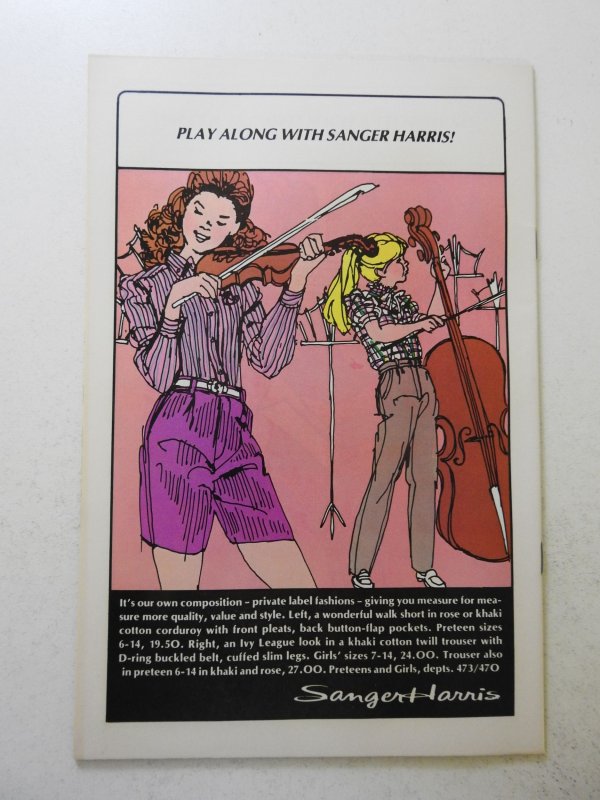 PLAY ALONG WITH SANGER HARRIS!
It's our own composition – private label fashions – giving you measure for mea-
sure more quality, value and style. Left, a wonderful walk short in rose or khaki
cotton corduroy with front pleats, back button-flap pockets. Preteen sizes
6-14, 19.50. Right, an Ivy League look in a khaki cotton twill trouser with
D-ring buckled belt, cuffed slim legs. Girls' sizes 7-14, 24.00. Trouser also
in preteen 6-14 in khaki and rose, 27.00. Preteens and Girls, depts. 473/470
SangerHarris